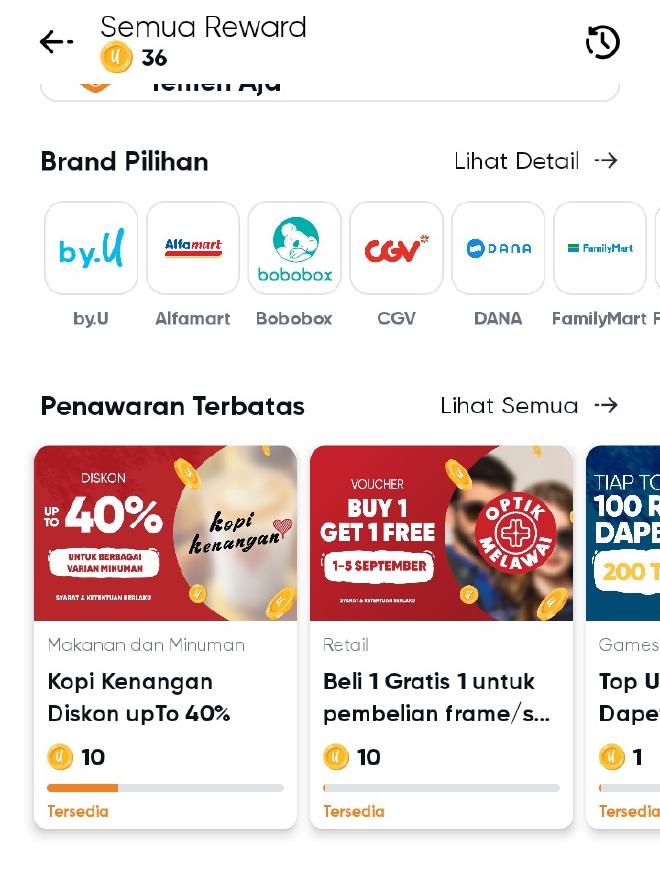 Semua Reward
36
Temen Aja
Brand Pilihan
Lihat Detail
by.U
Alfamart
bobobox
CGV
DANA
FamilyMart
by.U
Alfamart
Bobobox
CGV
DANA
FamilyMart
F
Penawaran Terbatas
Lihat Semua
DISKON
UP TO 40%
UNTUK BERBAGAI
VARIAN MINUMAN
SYARAT & KETENTUAN BERLAKU
kopi
kenangan
VOUCHER
BUY 1
GET 1 FREE
1-5 SEPTEMBER
SYARAT & KETENTUAN BERLAKU
OPTIK
MELAWAI
TIAP TO
100 R
DAPE
200 T
Makanan dan Minuman
Kopi Kenangan
Diskon upTo 40%
10
Tersedia
Retail
Beli 1 Gratis 1 untuk
pembelian frame/s...
10
Tersedia
Games
Top U
Dape
1
Tersedia